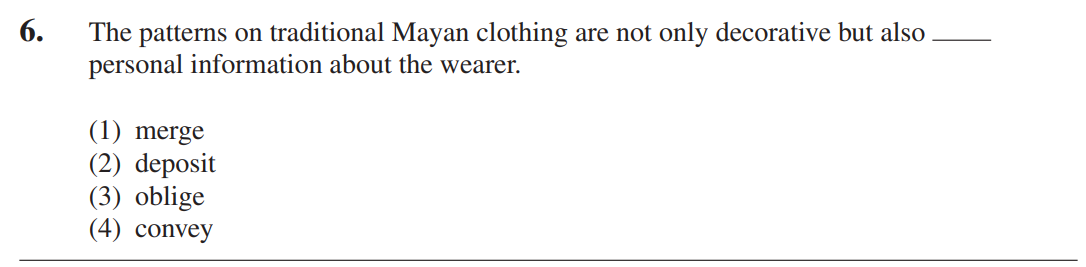 6. The patterns on traditional Mayan clothing are not only decorative but also _____
personal information about the wearer.
(1) merge
(2) deposit
(3) oblige
(4) convey